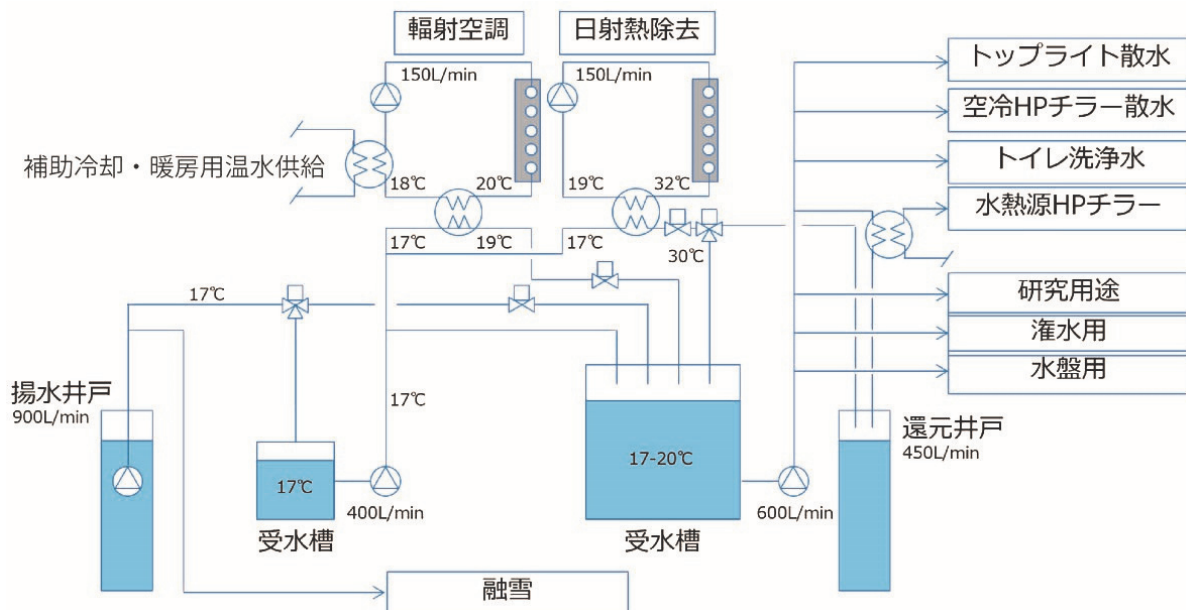 輻射空調
日射熱除去
150L/min
150L/min
トップライト散水
空冷HPチラー散水
トイレ洗浄水
水熱源HPチラー
補助冷却・暖房用温水供給
18℃
20℃
19℃
32℃
17℃
19℃
17℃
30℃
17℃
研究用途
潅水用
水盤用
揚水井戸
900L/min
17℃
17℃
受水槽
400L/min
17-20℃
受水槽
600L/min
還元井戸
450L/min
融雪